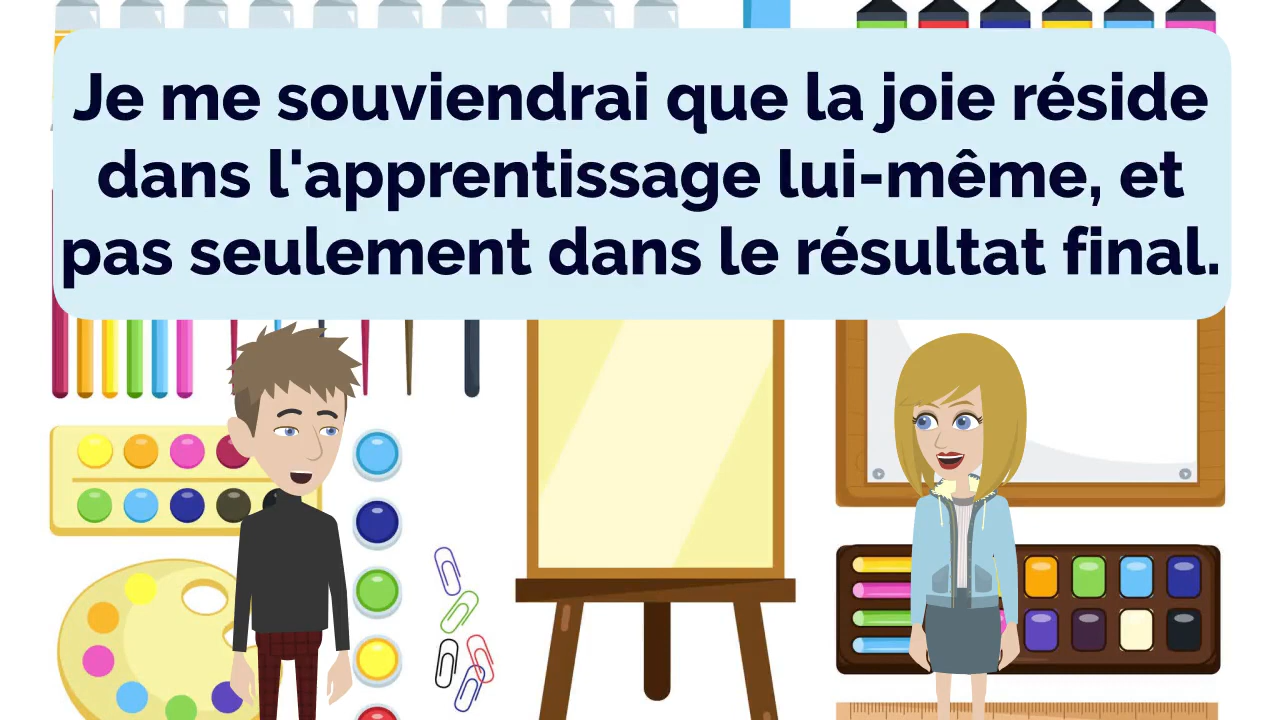 Je me souviendrai que la joie réside
dans l'apprentissage lui-même, et
pas seulement dans le résultat final.